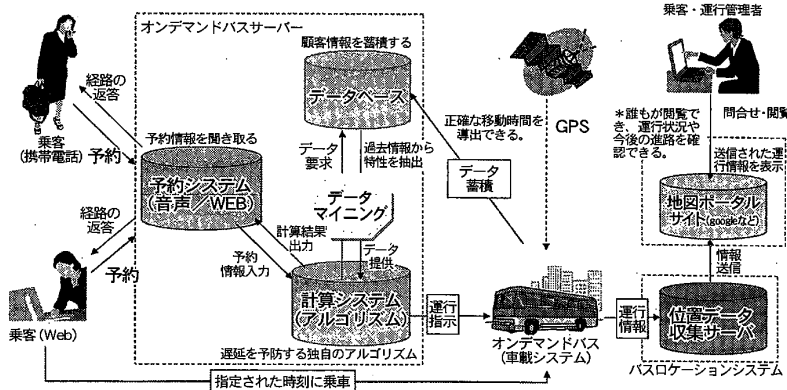 オンデマンドバスサーバー
乗客・運行管理者
顧客情報を蓄積する
データベース
経路の
返答
乗客
(携帯電話)
予約
予約情報を聞き取る
予約システム
(音声/WEB)
データ
要求
過去情報から
特性を抽出
正確な移動時間を
導出できる。
GPS
データ
蓄積
*誰もが閲覧で
き、運行状況や
今後の進路を確
認できる。
問合せ・閲覧
送信された運
行情報を表示
地図ポータル
サイト(googleなど)
データ
マイニング
経路の
返答
予約
計算結果
出力
予約
情報入力
データ
提供
情報
送信
計算システム
(アルゴリズム)
運行
指示
運行
情報
位置データ
収集サーバ
乗客(Web)
遅延を予防する独自のアルゴリズム
オンデマンドバス
(車載システム)
バスロケーションシステム
指定された時刻に乗車